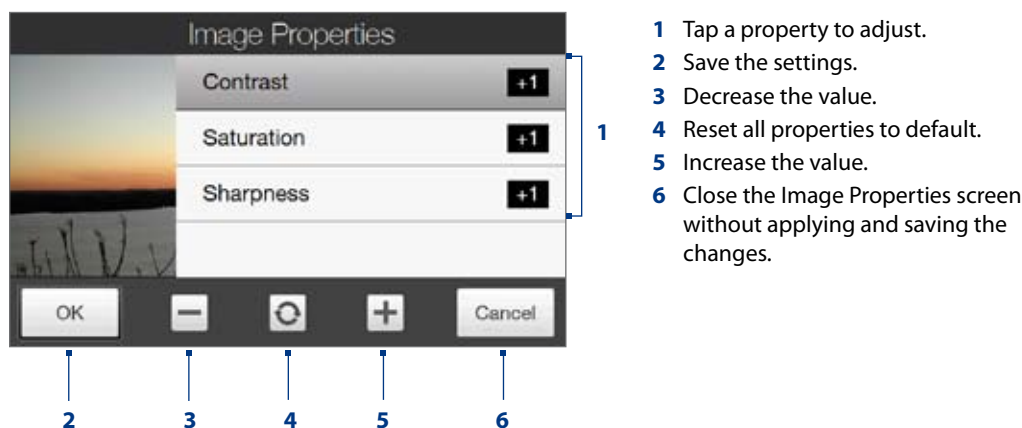 Image Properties
Contrast +1
Saturation +1
Sharpness +1
OK
Cancel
1
2
3
4
5
6
1 Tap a property to adjust.
2 Save the settings.
3 Decrease the value.
4 Reset all properties to default.
5 Increase the value.
6 Close the Image Properties screen
without applying and saving the
changes.